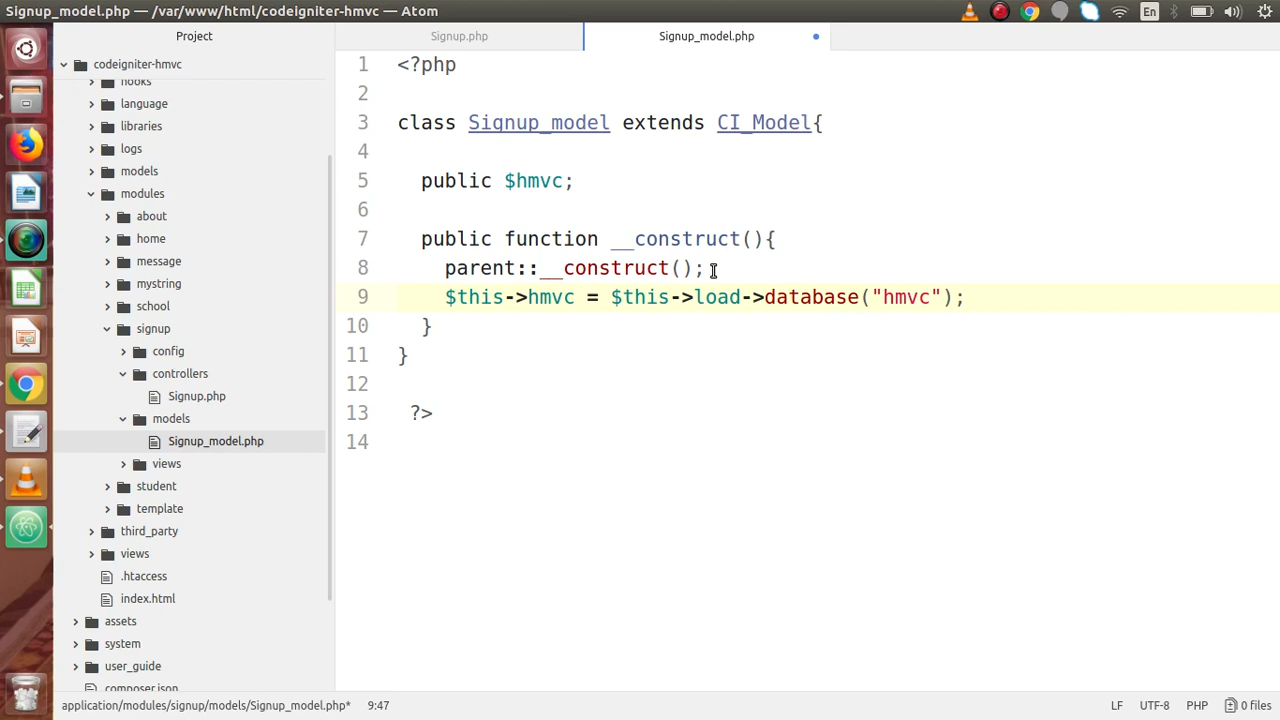 Signup_model.php — /var/www/html/codeigniter-hmvc — Atom
En
Project
Signup.php
Signup_model.php
codeigniter-hmvc
hooks
language
libraries
logs
models
modules
about
home
message
mystring
school
signup
config
controllers
Signup.php
models
Signup_model.php
views
student
template
third_party
views
.htaccess
index.html
assets
system
user_guide
composer.json
1 <?php
2
3 class Signup_model extends CI_Model{
4
5 public $hmvc;
6
7 public function __construct(){
8 parent::__construct();
9 $this->hmvc = $this->load->database("hmvc");
10 }
11 }
12
13 ?>
14
application/modules/signup/models/Signup_model.php* 9:47
LF UTF-8 PHP 0 files